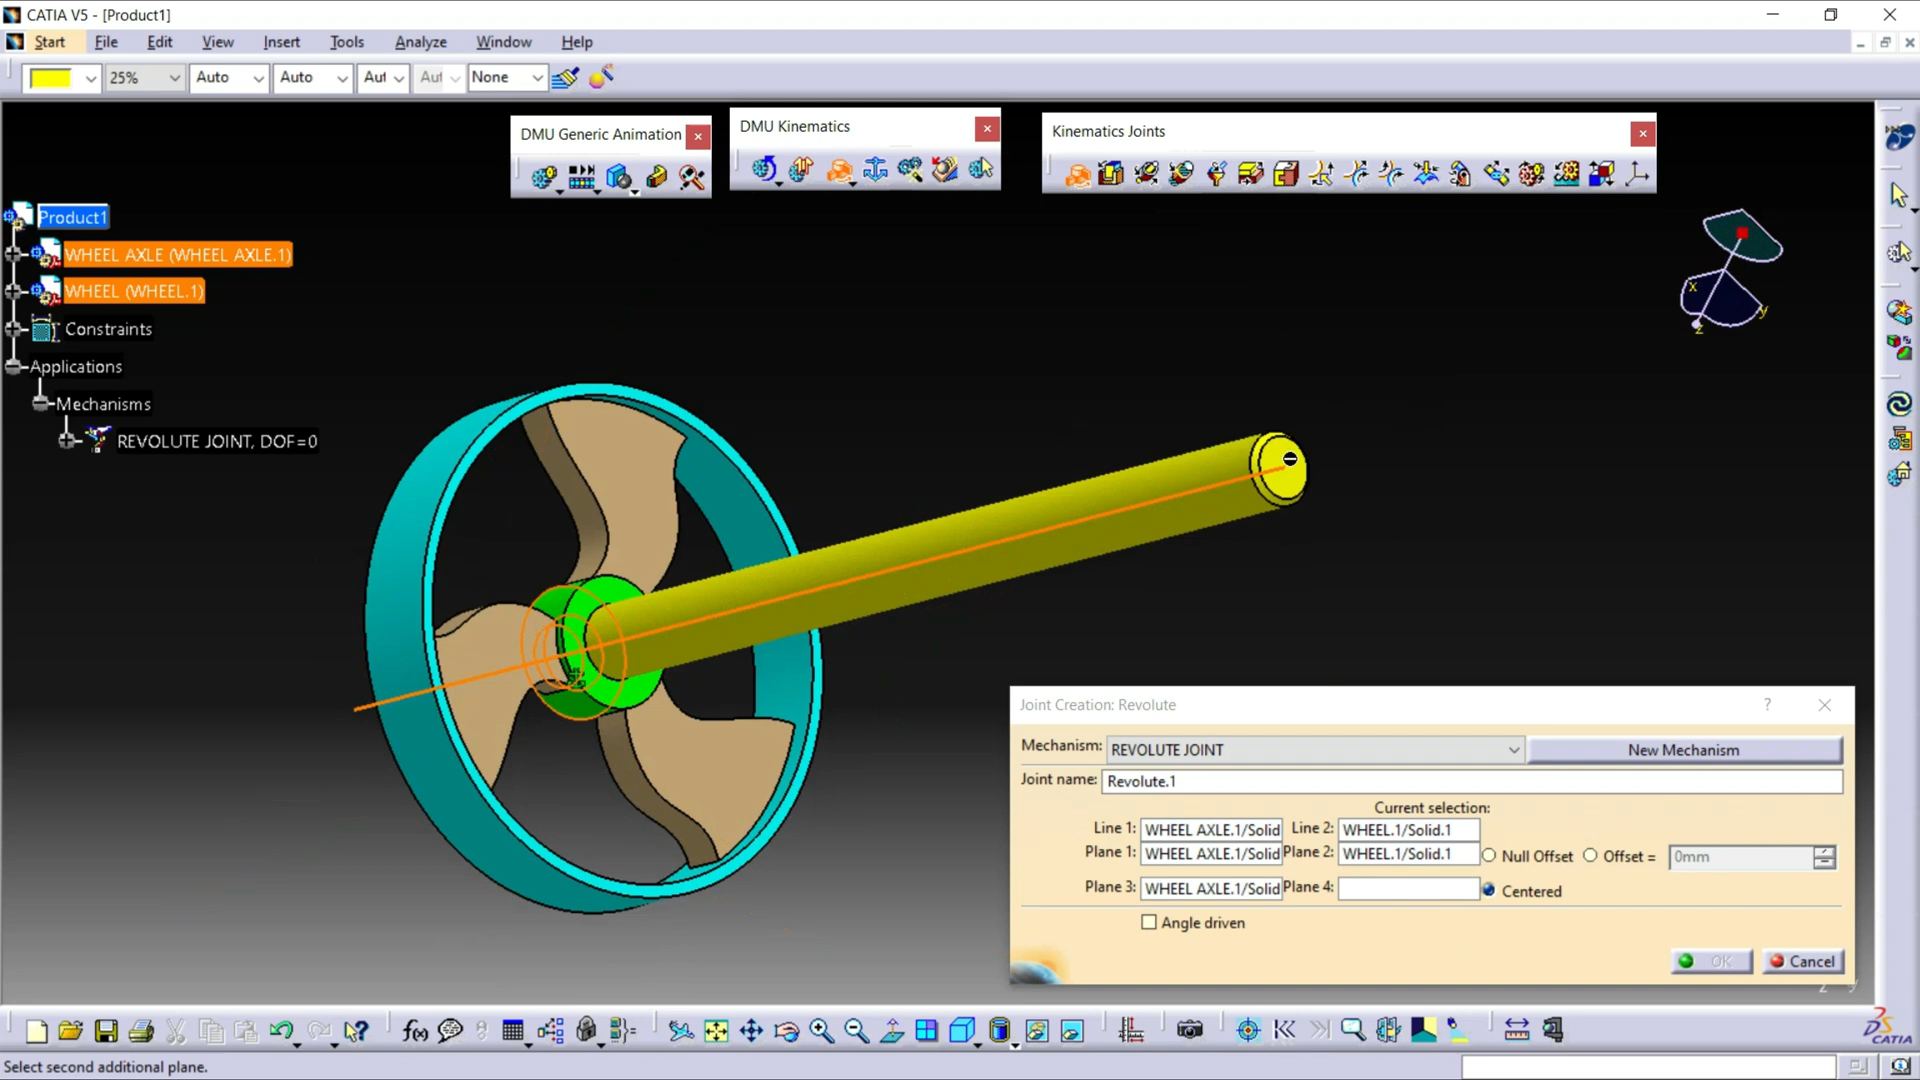 CATIA V5 - [Product1]
Start File Edit View Insert Tools Analyze Window Help
25% Auto Auto Aut Aut None
DMU Generic Animation
DMU Kinematics
Kinematics Joints
Product1
WHEEL AXLE (WHEEL AXLE.1)
WHEEL (WHEEL.1)
Constraints
Applications
Mechanisms
REVOLUTE JOINT, DOF=0
x
y
z
Joint Creation: Revolute
Mechanism: REVOLUTE JOINT New Mechanism
Joint name: Revolute.1
Current selection:
Line 1: WHEEL AXLE.1/Solid Line 2: WHEEL.1/Solid.1
Plane 1: WHEEL AXLE.1/Solid Plane 2: WHEEL.1/Solid.1 Null Offset Offset = 0mm
Plane 3: WHEEL AXLE.1/Solid Plane 4: Centered
Angle driven
OK Cancel
z y
f(x)
CATIA
Select second additional plane.